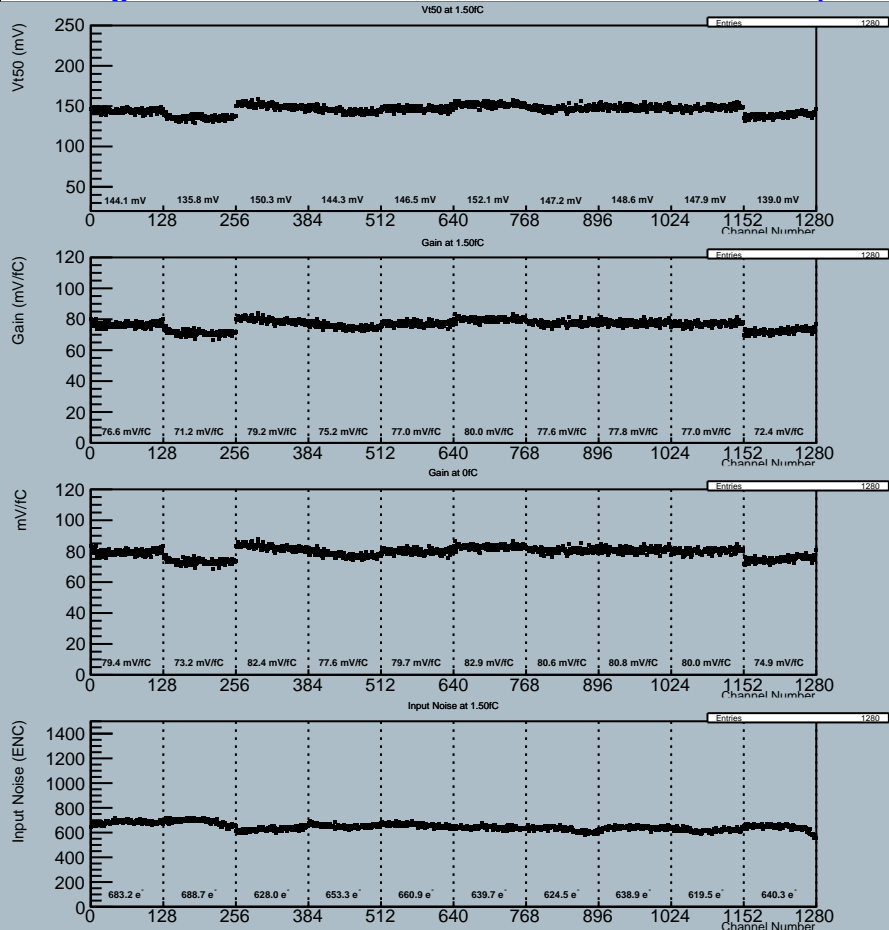 Vt50 at 1.50fC
Entries 1280
Vt50 (mV)
250
200
150
100
50
144.1 mV 135.8 mV 150.3 mV 144.3 mV 146.5 mV 152.1 mV 147.2 mV 148.6 mV 147.9 mV 139.0 mV
0 128 256 384 512 640 768 896 1024 1152 1280
Channel Number
Gain at 1.50fC
Entries 1280
Gain (mV/fC)
120
100
80
60
40
20
0
76.6 mV/fC 71.2 mV/fC 79.2 mV/fC 75.2 mV/fC 77.0 mV/fC 80.0 mV/fC 77.6 mV/fC 77.8 mV/fC 77.0 mV/fC 72.4 mV/fC
0 128 256 384 512 640 768 896 1024 1152 1280
Channel Number
Gain at 0fC
Entries 1280
mV/fC
120
100
80
60
40
20
0
79.4 mV/fC 73.2 mV/fC 82.4 mV/fC 77.6 mV/fC 79.7 mV/fC 82.9 mV/fC 80.6 mV/fC 80.8 mV/fC 80.0 mV/fC 74.9 mV/fC
0 128 256 384 512 640 768 896 1024 1152 1280
Channel Number
Input Noise at 1.50fC
Entries 1280
Input Noise (ENC)
1400
1200
1000
800
600
400
200
0
683.2 e⁻ 688.7 e⁻ 628.0 e⁻ 653.3 e⁻ 660.9 e⁻ 639.7 e⁻ 624.5 e⁻ 638.9 e⁻ 619.5 e⁻ 640.3 e⁻
0 128 256 384 512 640 768 896 1024 1152 1280
Channel Number